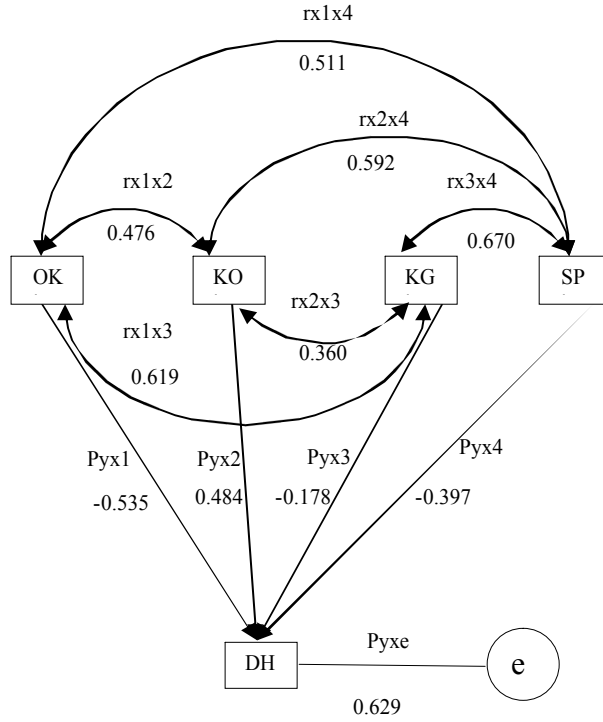 rx1x4
0.511
rx2x4
0.592
rx1x2
rx3x4
0.476
0.670
OK
KO
KG
SP
rx2x3
rx1x3
0.360
0.619
Pyx1
Pyx2
Pyx3
Pyx4
-0.535
0.484
-0.178
-0.397
DH
Pyxe
e
0.629